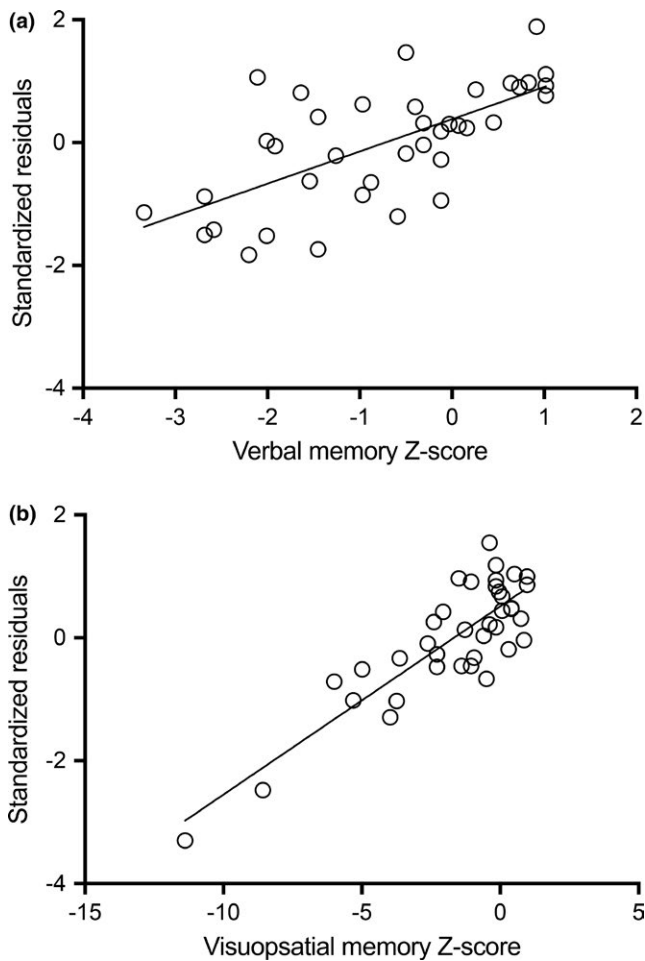 (a)
2
0
-2
-4
Standardized residuals
-4 -3 -2 -1 0 1 2
Verbal memory Z-score
(b)
2
0
-2
-4
Standardized residuals
-15 -10 -5 0 5
Visuopsatial memory Z-score